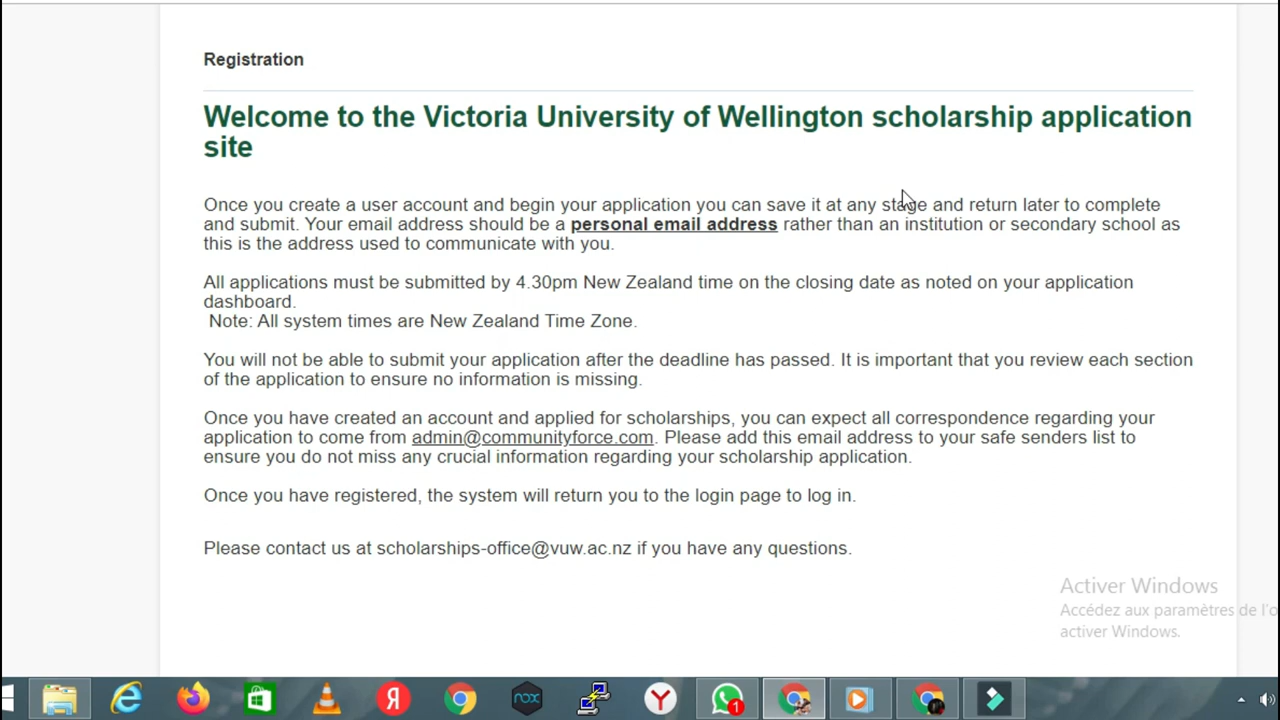 Registration
Welcome to the Victoria University of Wellington scholarship application
site
Once you create a user account and begin your application you can save it at any stage and return later to complete
and submit. Your email address should be a personal email address rather than an institution or secondary school as
this is the address used to communicate with you.
All applications must be submitted by 4.30pm New Zealand time on the closing date as noted on your application
dashboard.
Note: All system times are New Zealand Time Zone.
You will not be able to submit your application after the deadline has passed. It is important that you review each section
of the application to ensure no information is missing.
Once you have created an account and applied for scholarships, you can expect all correspondence regarding your
application to come from admin@communityforce.com. Please add this email address to your safe senders list to
ensure you do not miss any crucial information regarding your scholarship application.
Once you have registered, the system will return you to the login page to log in.
Please contact us at scholarships-office@vuw.ac.nz if you have any questions.
Activer Windows
Accédez aux paramètres de l'o
activer Windows.
Я
nox
Y
1